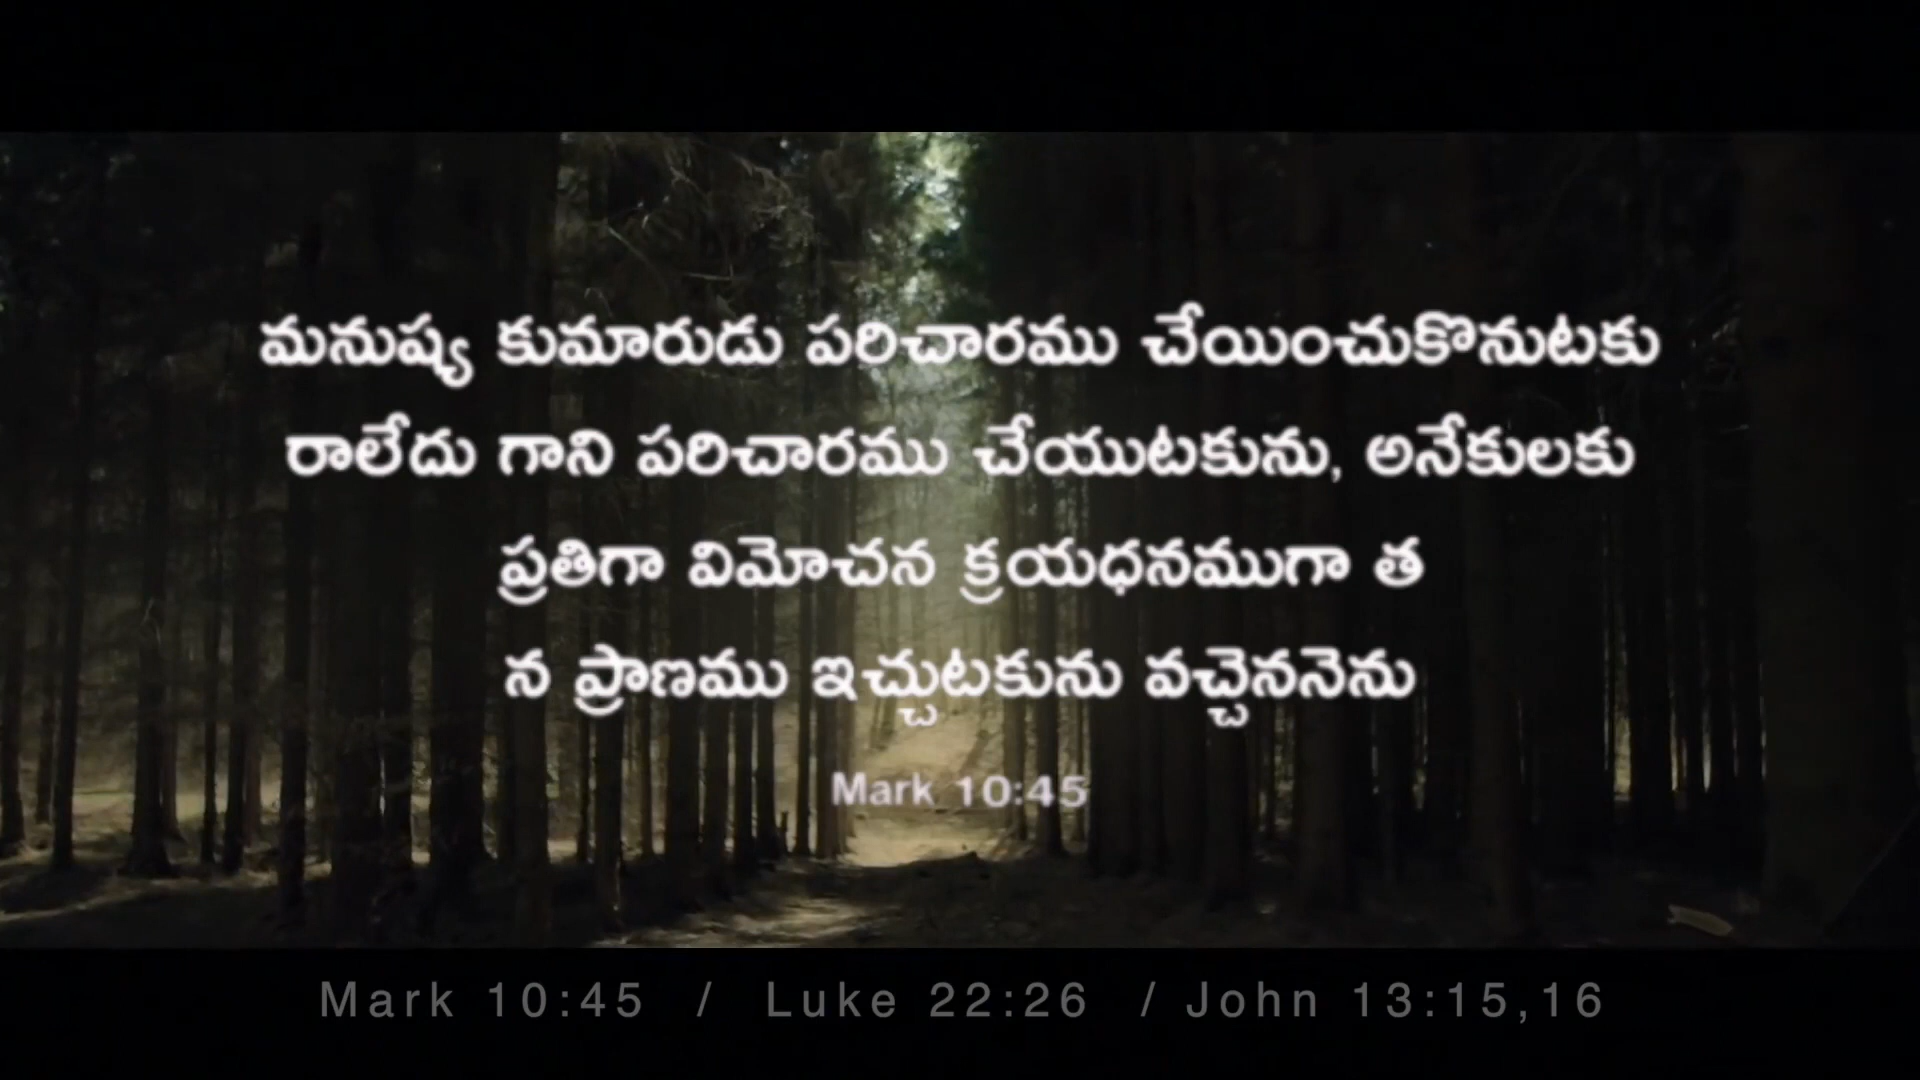 మనుష్య కుమారుడు పరిచారము చేయించుకొనుటకు
రాలేదు గాని పరిచారము చేయుటకును, అనేకులకు
ప్రతిగా విమోచన క్రయధనముగా త
న ప్రాణము ఇచ్చుటకును వచ్చెననెను
Mark 10:45
Mark 10:45 / Luke 22:26 / John 13:15,16